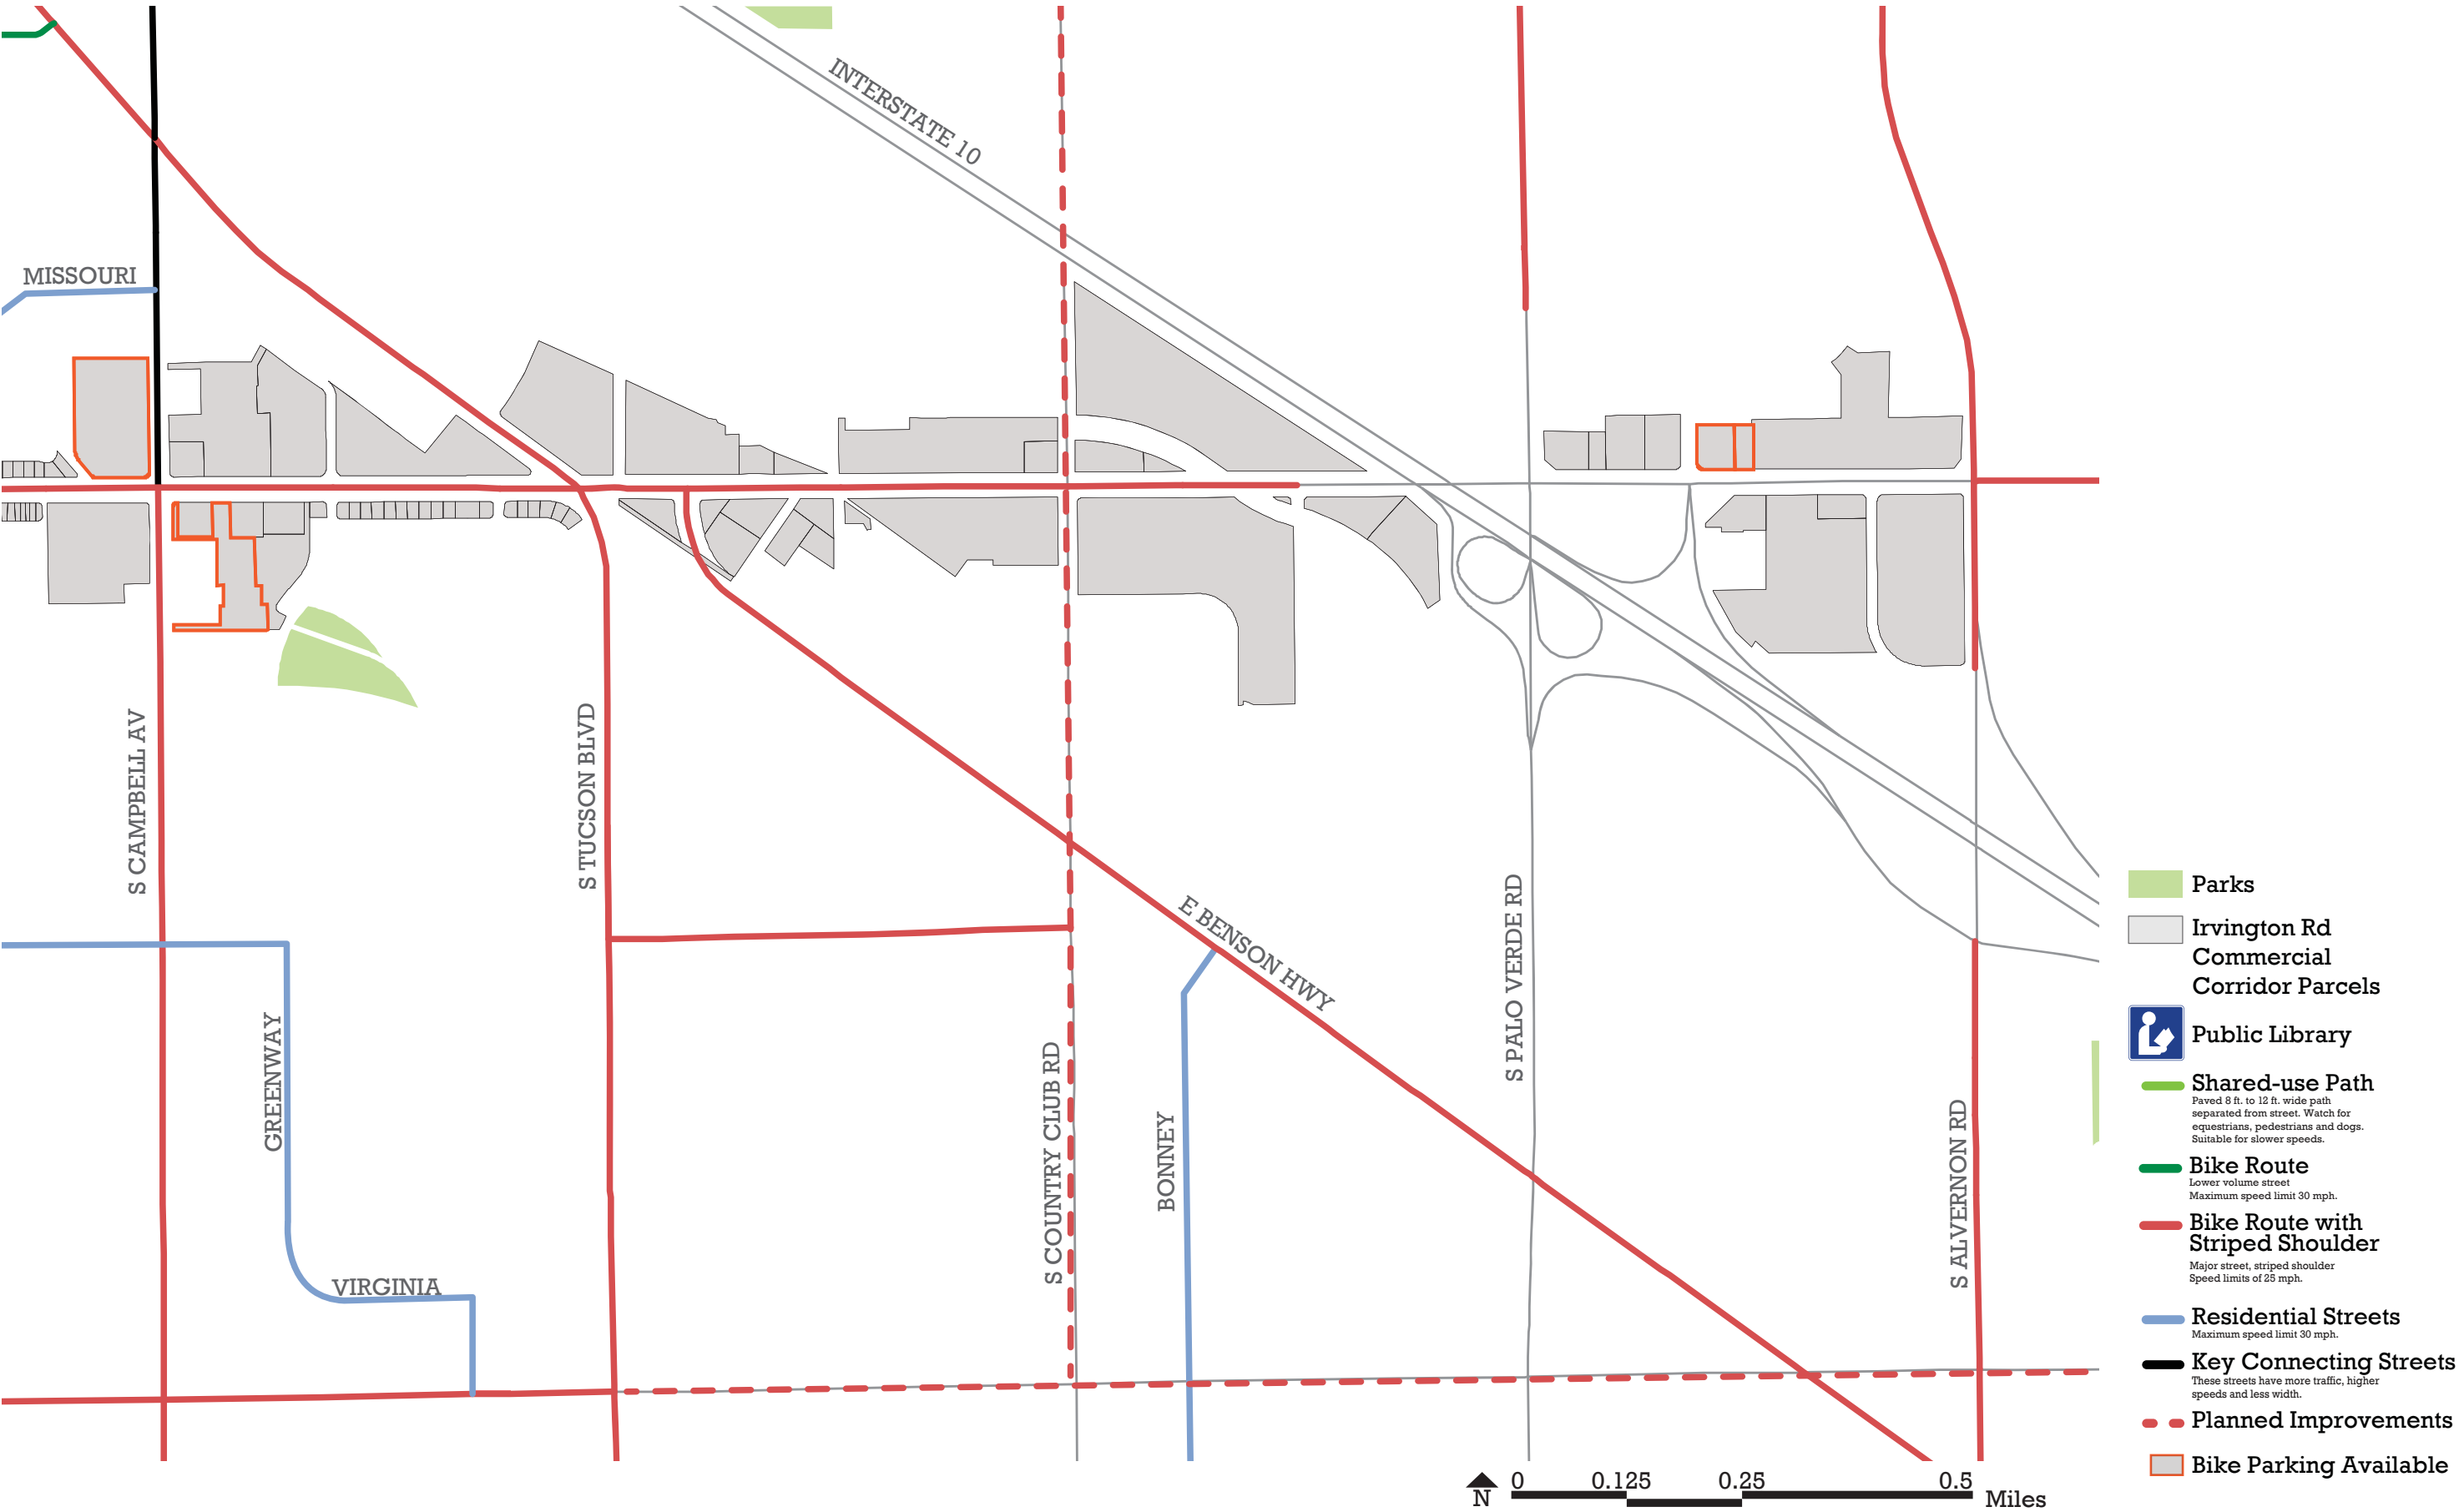 INTERSTATE 10
MISSOURI
S CAMPBELL AV
S TUCSON BLVD
E BENSON HWY
S PALO VERDE RD
GREENWAY
S COUNTRY CLUB RD
BONNEY
S ALVERNON RD
VIRGINIA
Parks
Irvington Rd
Commercial
Corridor Parcels
Public Library
Shared-use Path
Paved 8 ft. to 12 ft. wide path
separated from street. Watch for
equestrians, pedestrians and dogs.
Suitable for slower speeds.
Bike Route
Lower volume street
Maximum speed limit 30 mph.
Bike Route with
Striped Shoulder
Major street, striped shoulder
Speed limits of 25 mph.
Residential Streets
Maximum speed limit 30 mph.
Key Connecting Streets
These streets have more traffic, higher
speeds and less width.
Planned Improvements
Bike Parking Available
N
0 0.125 0.25 0.5
Miles